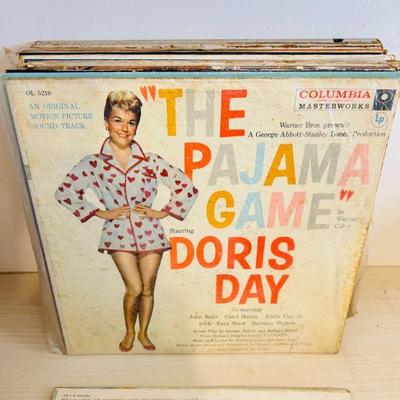 OL 5210
AN ORIGINAL
MOTION PICTURE
SOUND TRACK
COLUMBIA
MASTERWORKS
Lp
Warner Bros. presents
A George Abbott-Stanley Donen Production
"THE
PAJAMA
GAME"
In
Warner
Color
Starring
DORIS
DAY
Co-starring
John Raitt Carol Haney Eddie Foy, Jr.
with Reta Shaw Barbara Nichols